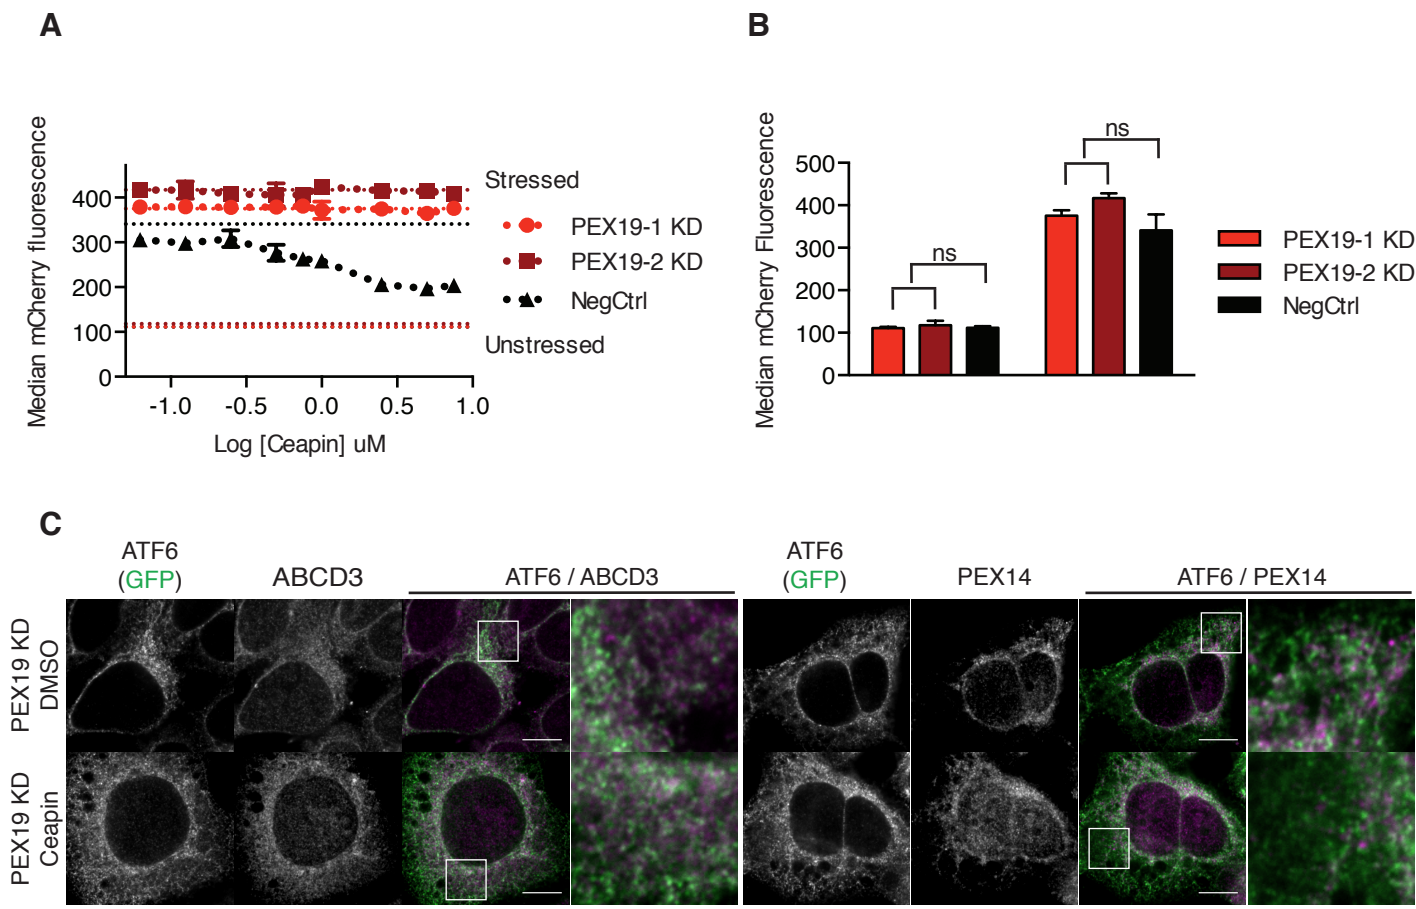 A
Median mCherry fluorescence
400
300
200
100
0
-1.0 -0.5 0.0 0.5 1.0
Log [Ceapin] uM
Stressed
PEX19-1 KD
PEX19-2 KD
NegCtrl
Unstressed
B
Median mCherry Fluorescence
500
400
300
200
100
0
ns
ns
PEX19-1 KD
PEX19-2 KD
NegCtrl
C
ATF6
(GFP)
ABCD3
ATF6 / ABCD3
ATF6
(GFP)
PEX14
ATF6 / PEX14
PEX19 KD
DMSO
PEX19 KD
Ceapin